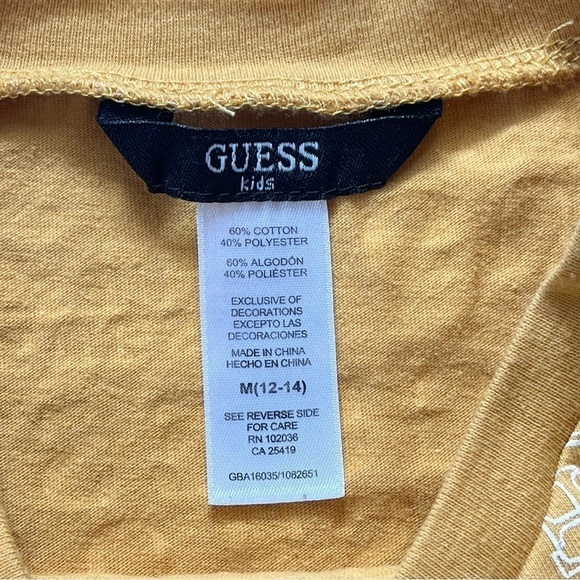 GUESS
kids
60% COTTON
40% POLYESTER
60% ALGODÓN
40% POLIÉSTER
EXCLUSIVE OF
DECORATIONS
EXCEPTO LAS
DECORACIONES
MADE IN CHINA
HECHO EN CHINA
M(12-14)
SEE REVERSE SIDE
FOR CARE
RN 102036
CA 25419
GBA16035/1082651